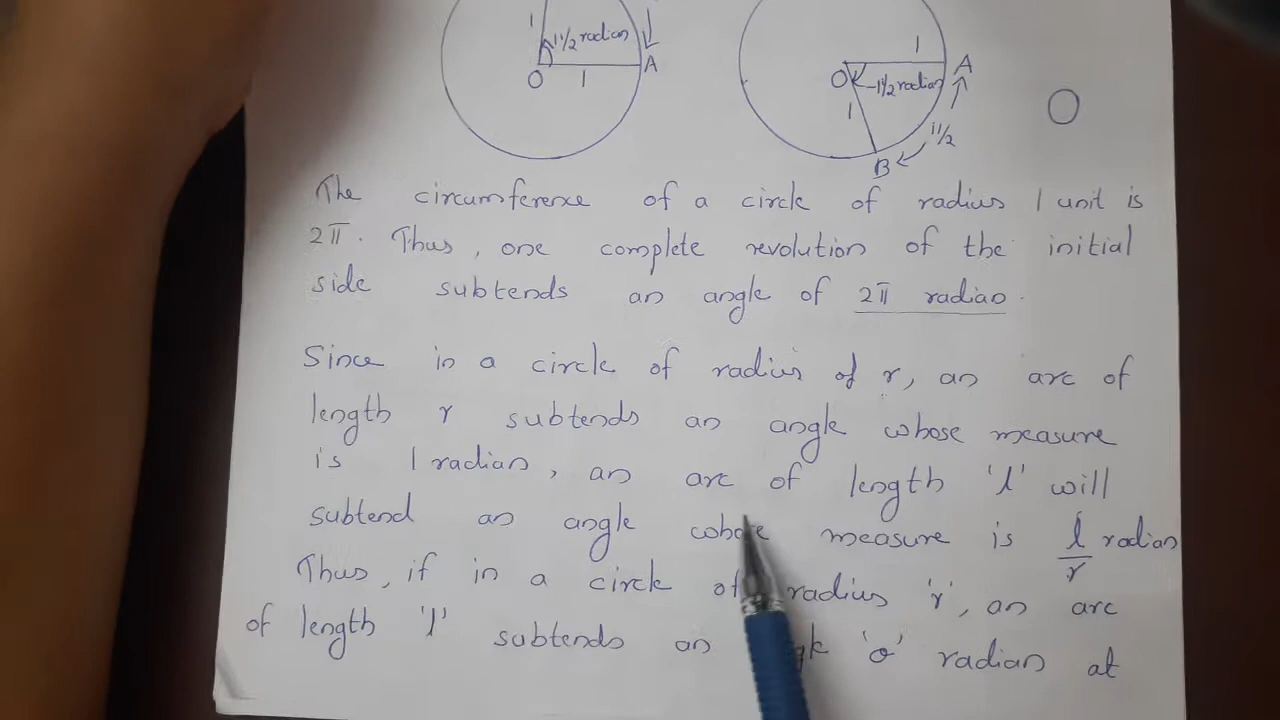 1 1½ radian
O 1 A
1 A
O -1½ radian
1
1½
B
O
The circumference of a circle of radius 1 unit is
2π. Thus, one complete revolution of the initial
side subtends an angle of 2π radian.
Since in a circle of radius of r, an arc of
length r subtends an angle whose measure
is 1 radian, an arc of length 'l' will
subtend an angle whose measure is l/r radian
Thus, if in a circle of radius 'r', an arc
of length 'l' subtends an 'θ' radian at